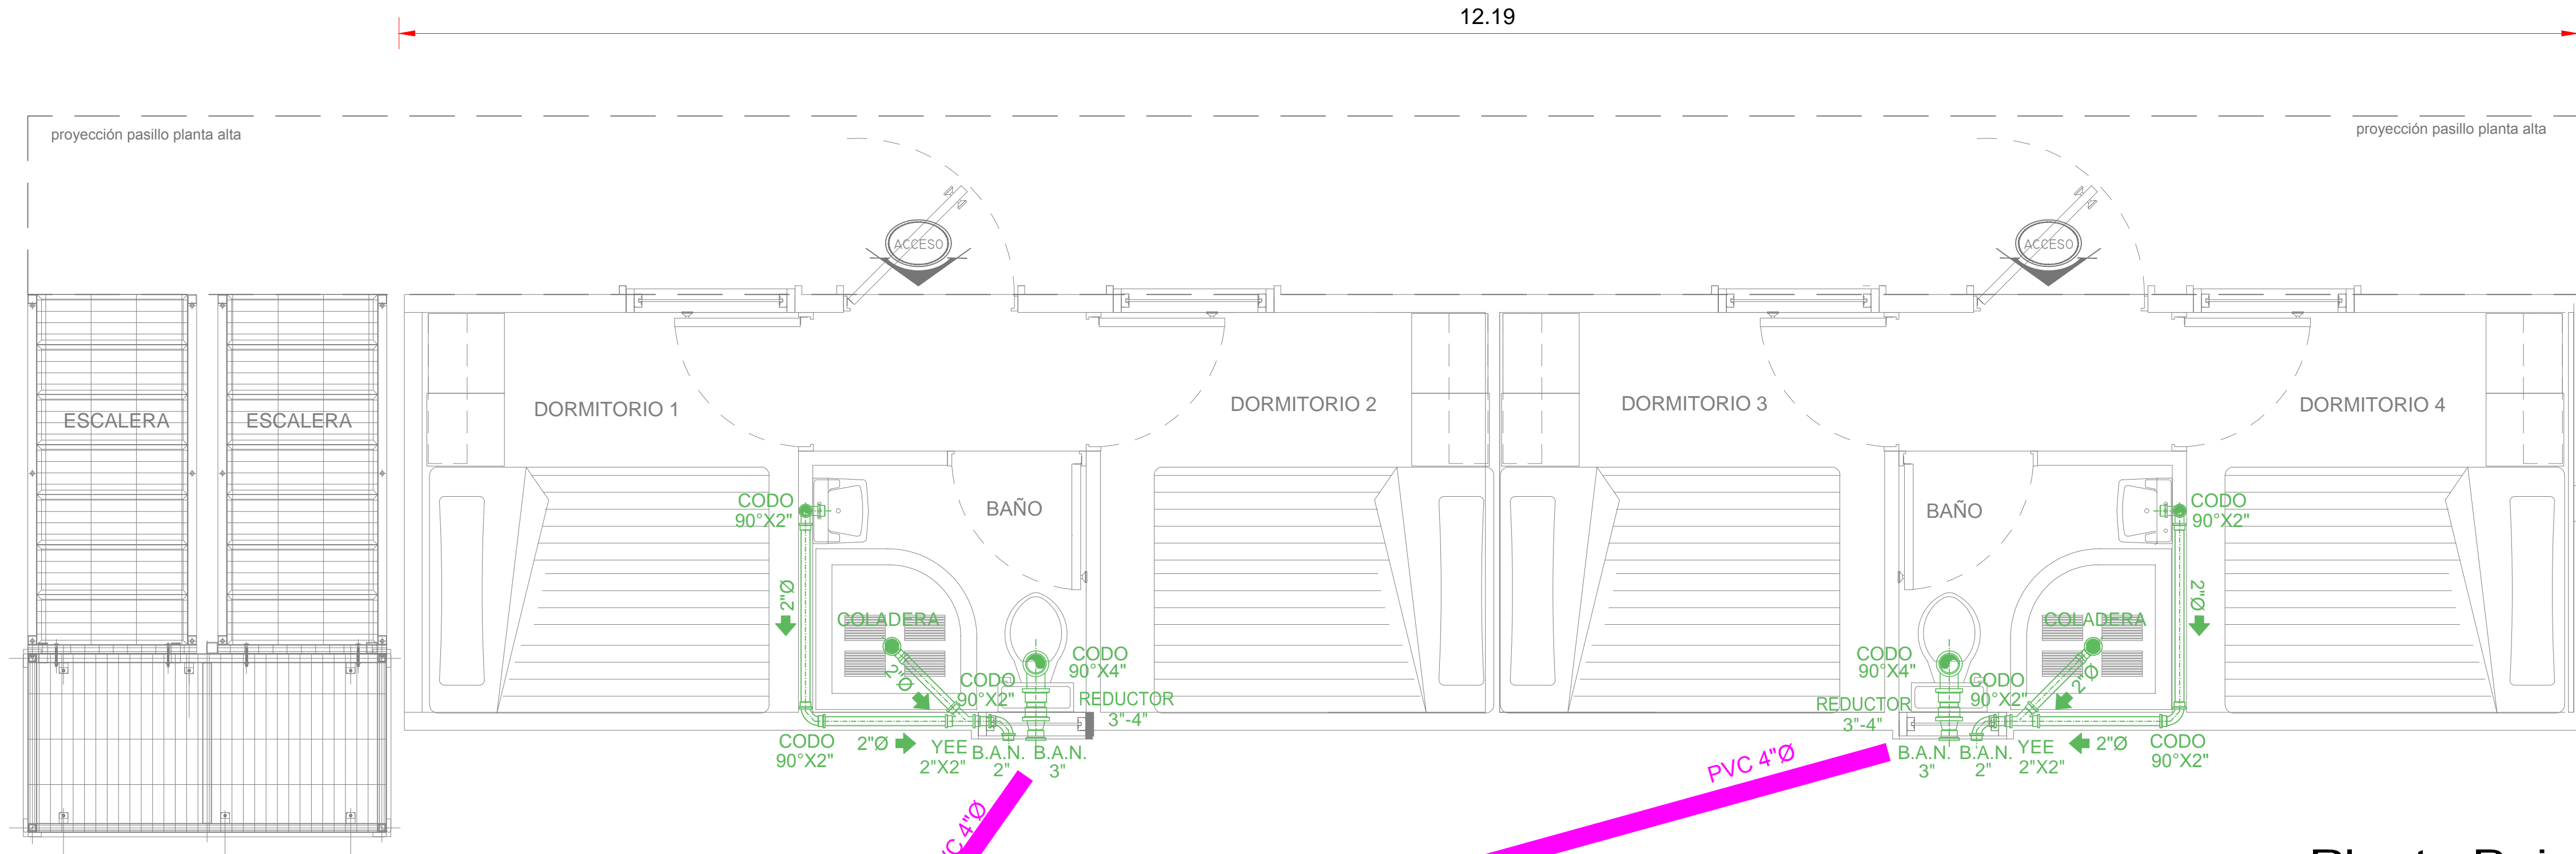 12.19
proyección pasillo planta alta
proyección pasillo planta alta
ACCESO
ACCESO
ESCALERA
ESCALERA
DORMITORIO 1
DORMITORIO 2
DORMITORIO 3
DORMITORIO 4
BAÑO
BAÑO
CODO
90°X2"
2"Ø
COLADERA
2"Ø
CODO
90°X2"
CODO
90°X4"
REDUCTOR
3"-4"
CODO
90°X2"
2"Ø
YEE
2"X2"
B.A.N.
2"
B.A.N.
3"
CODO
90°X2"
2"Ø
COLADERA
2"Ø
CODO
90°X4"
CODO
90°X2"
REDUCTOR
3"-4"
B.A.N.
3"
B.A.N.
2"
YEE
2"X2"
2"Ø
CODO
90°X2"
PVC 4"Ø
4"Ø